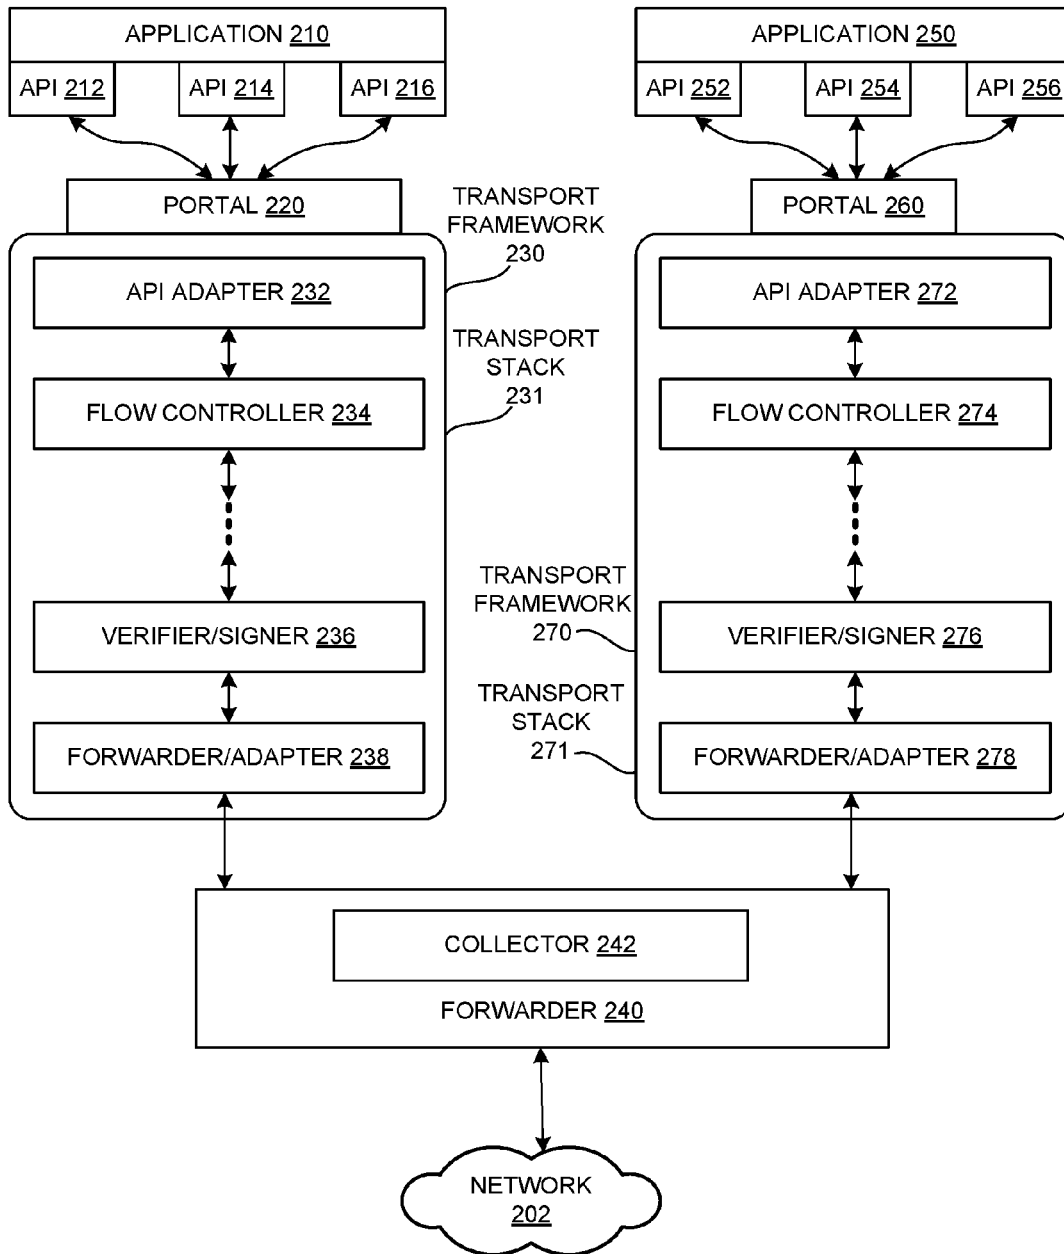 APPLICATION 210
API 212
API 214
API 216
PORTAL 220
TRANSPORT
FRAMEWORK
230
API ADAPTER 232
TRANSPORT
STACK
231
FLOW CONTROLLER 234
VERIFIER/SIGNER 236
FORWARDER/ADAPTER 238
APPLICATION 250
API 252
API 254
API 256
PORTAL 260
API ADAPTER 272
FLOW CONTROLLER 274
TRANSPORT
FRAMEWORK
270
VERIFIER/SIGNER 276
TRANSPORT
STACK
271
FORWARDER/ADAPTER 278
COLLECTOR 242
FORWARDER 240
NETWORK
202